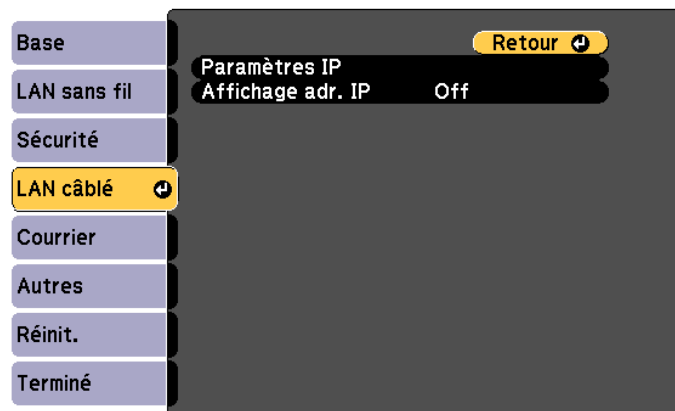 Base
LAN sans fil
Sécurité
LAN câblé
Courrier
Autres
Réinit.
Terminé
Retour
Paramètres IP
Affichage adr. IP Off